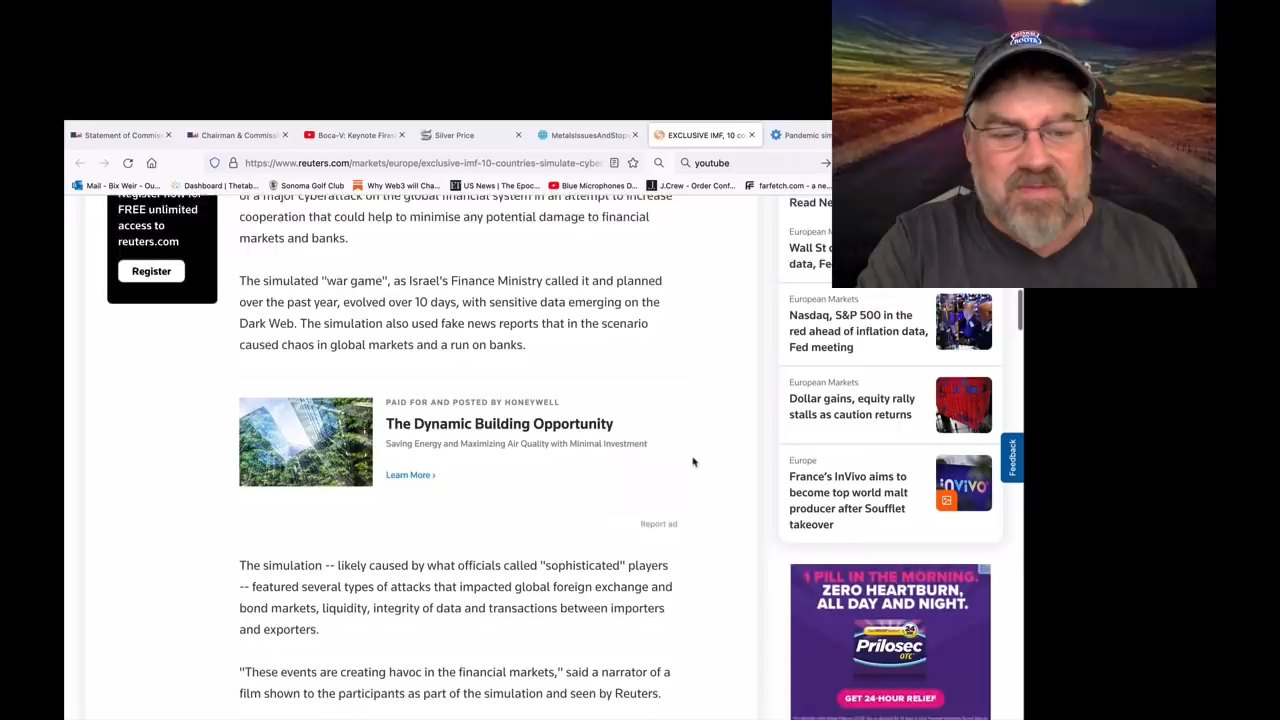 ROAD
ROOTA
Statement of Commis
Chairman & Commissi
Boca-V: Keynote Fires
Silver Price
MetalsIssuesAndStop
EXCLUSIVE IMF, 10 co
Pandemic sim
https://www.reuters.com/markets/europe/exclusive-imf-10-countries-simulate-cybe
youtube
Mail - Bix Weir - Ou...
Dashboard | Thetab...
Sonoma Golf Club
Why Web3 will Cha...
US News | The Epoc...
Blue Microphones D...
J.Crew - Order Conf...
farfetch.com - a ne...
Register now for
FREE unlimited
access to
reuters.com
Register
of a major cyberattack on the global financial system in an attempt to increase
cooperation that could help to minimise any potential damage to financial
markets and banks.
The simulated "war game", as Israel's Finance Ministry called it and planned
over the past year, evolved over 10 days, with sensitive data emerging on the
Dark Web. The simulation also used fake news reports that in the scenario
caused chaos in global markets and a run on banks.
PAID FOR AND POSTED BY HONEYWELL
The Dynamic Building Opportunity
Saving Energy and Maximizing Air Quality with Minimal Investment
Learn More ›
Report ad
The simulation -- likely caused by what officials called "sophisticated" players
-- featured several types of attacks that impacted global foreign exchange and
bond markets, liquidity, integrity of data and transactions between importers
and exporters.
"These events are creating havoc in the financial markets," said a narrator of a
film shown to the participants as part of the simulation and seen by Reuters.
Read Ne
European M
Wall St
data, Fe
European Markets
Nasdaq, S&P 500 in the
red ahead of inflation data,
Fed meeting
European Markets
Dollar gains, equity rally
stalls as caution returns
Europe
France's InVivo aims to
become top world malt
producer after Soufflet
takeover
inVIVO
Feedback
1 PILL IN THE MORNING.
ZERO HEARTBURN,
ALL DAY AND NIGHT.
24
Prilosec
OTC
GET 24-HOUR RELIEF